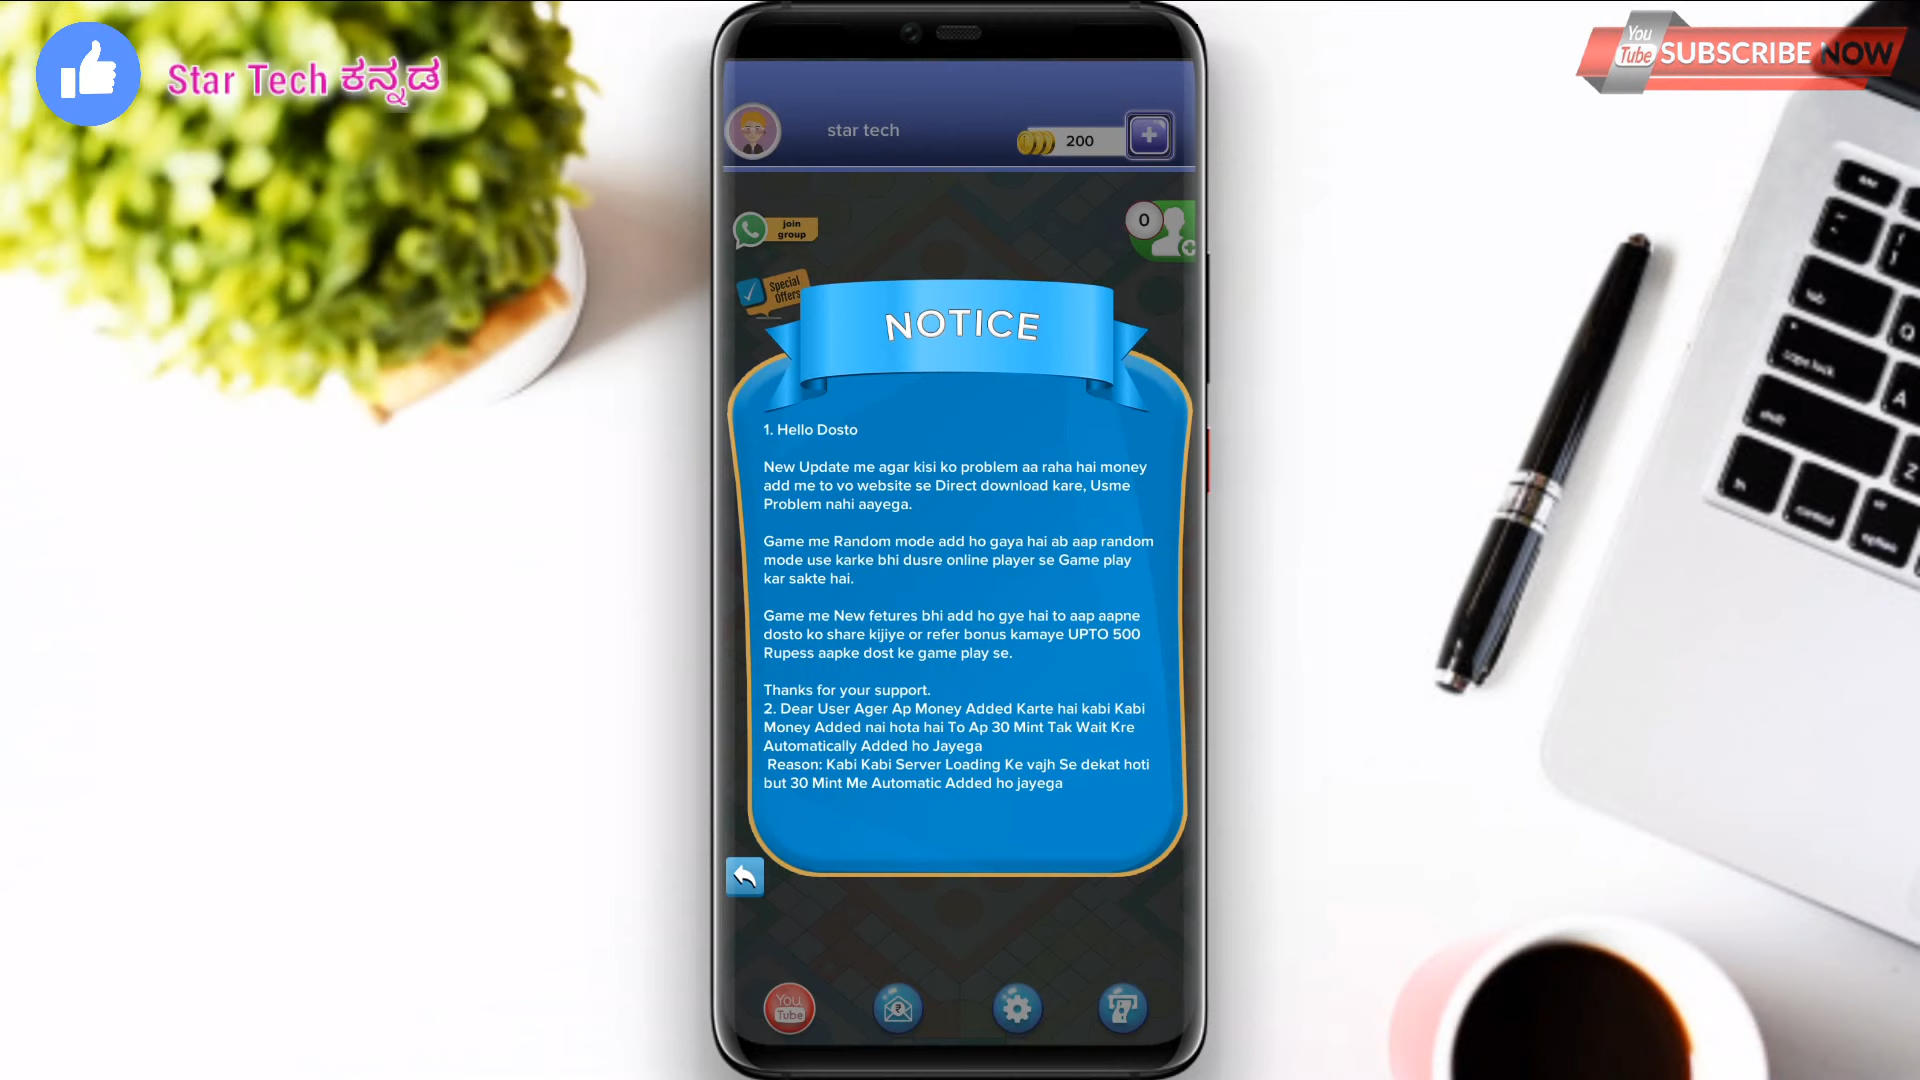 Star Tech ಕನ್ನಡ
You
Tube SUBSCRIBE NOW
star tech
200
join
group
0
Special
Offers
NOTICE
1. Hello Dosto
New Update me agar kisi ko problem aa raha hai money
add me to vo website se Direct download kare, Usme
Problem nahi aayega.
Game me Random mode add ho gaya hai ab aap random
mode use karke bhi dusre online player se Game play
kar sakte hai.
Game me New fetures bhi add ho gye hai to aap aapne
dosto ko share kijiye or refer bonus kamaye UPTO 500
Rupess aapke dost ke game play se.
Thanks for your support.
2. Dear User Ager Ap Money Added Karte hai kabi Kabi
Money Added nai hota hai To Ap 30 Mint Tak Wait Kre
Automatically Added ho Jayega
Reason: Kabi Kabi Server Loading Ke vajh Se dekat hoti
but 30 Mint Me Automatic Added ho jayega
You
Tube
tab
caps lock
shift
fn
control
option
Q
A
Z